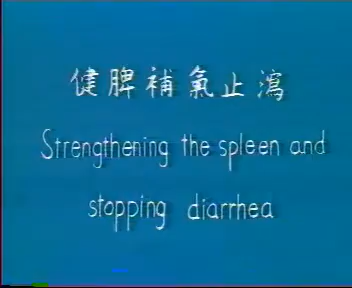 健脾補氣止瀉
Strengthening the spleen and
stopping diarrhea